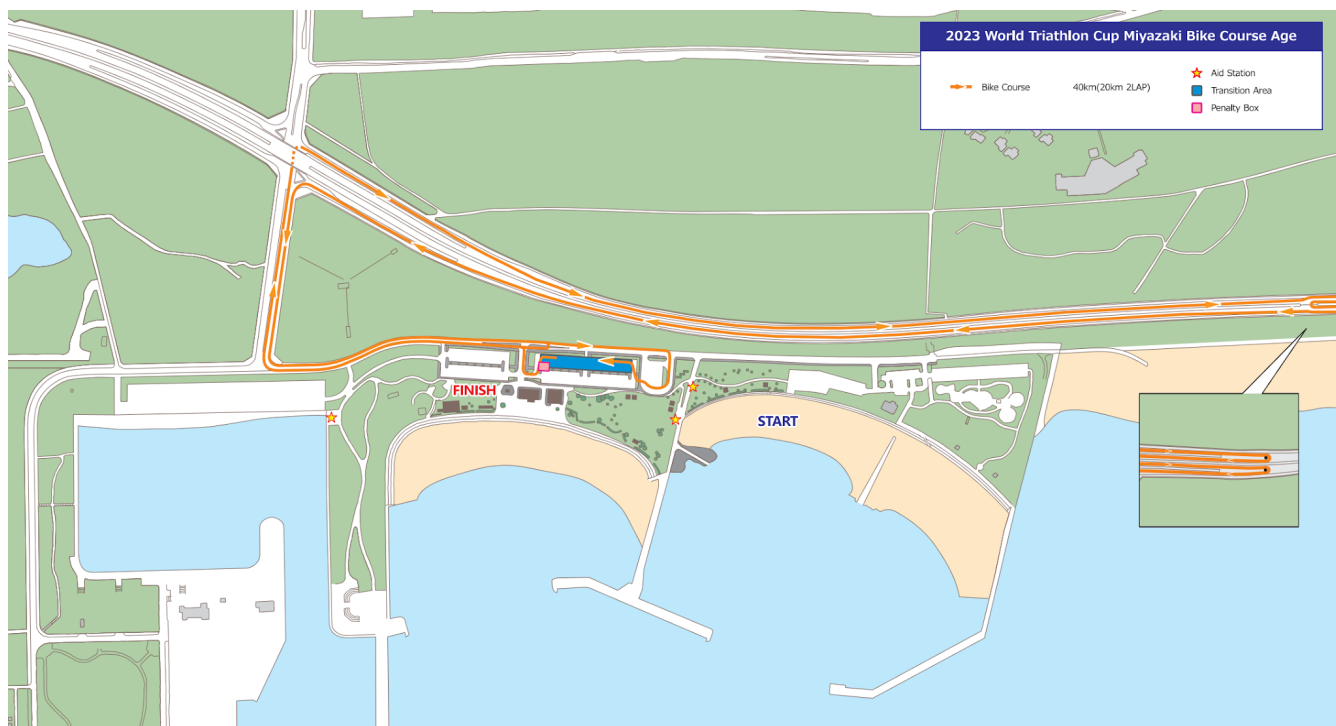 2023 World Triathlon Cup Miyazaki Bike Course Age
Bike Course 40km(20km 2LAP)
Aid Station
Transition Area
Penalty Box
FINISH
START